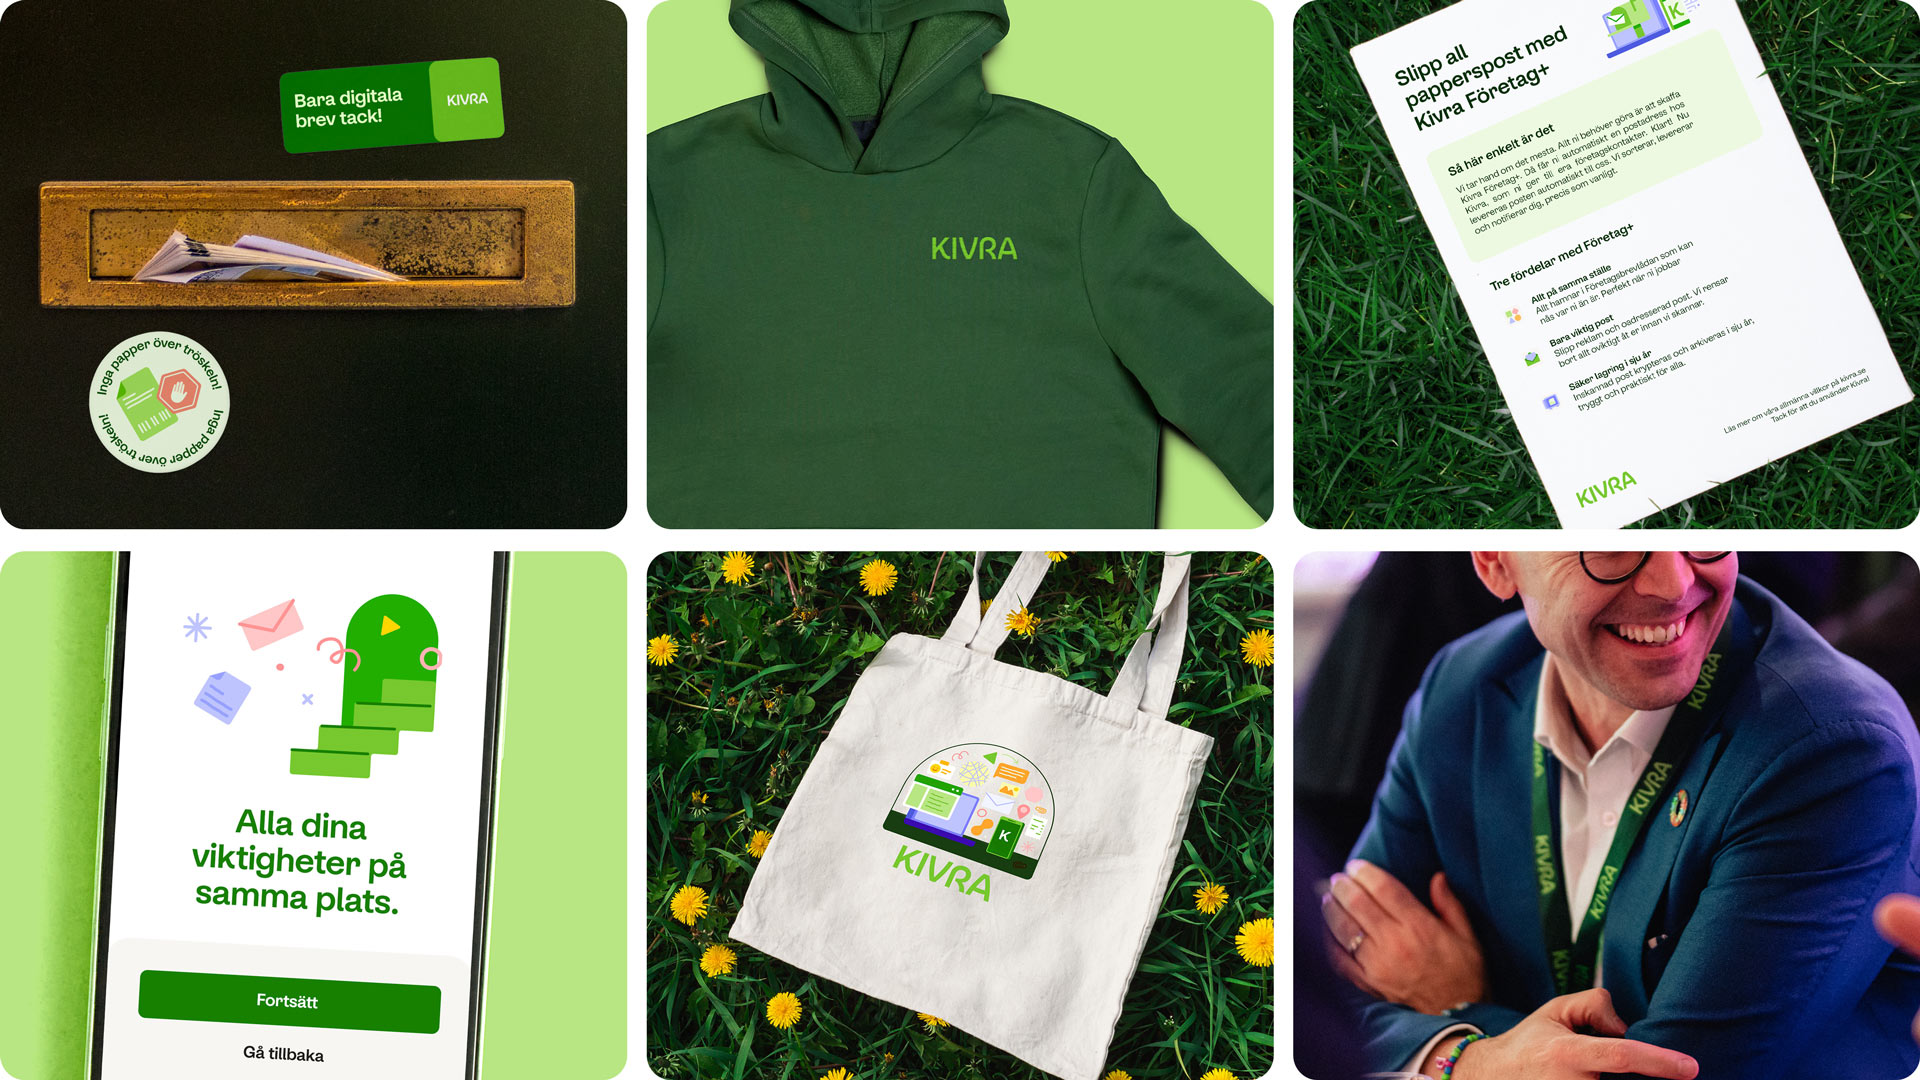 Bara digitala
brev tack!
KIVRA
Inga papper över tröskeln!
Inga papper över tröskeln!
KIVRA
Slipp all
papperspost med
Kivra Företag+
Så här enkelt är det
Vi tar hand om det mesta. Allt ni behöver göra är att skaffa
Kivra Företag+. Då får ni automatiskt en postadress hos
Kivra, som ni ger till era företagskontakter. Klart! Nu
levereras posten automatiskt till oss. Vi sorterar, levererar
och notifierar dig, precis som vanligt.
Tre fördelar med Företag+
Allt på samma ställe
Allt hamnar i Företagsbrevlådan som kan
nås var ni än är. Perfekt när ni jobbar
Bara viktig post
Slipp reklam och oadresserad post. Vi rensar
bort allt oviktigt åt er innan vi skannar.
Säker lagring i sju år
Inskannad post krypteras och arkiveras i sju år,
tryggt och praktiskt för alla.
Läs mer om våra allmänna villkor på kivra.se
Tack för att du använder Kivra!
KIVRA
Alla dina
viktigheter på
samma plats.
Fortsätt
Gå tillbaka
K
KIVRA
KIVRA
KIVRA
KIVRA
KIVRA